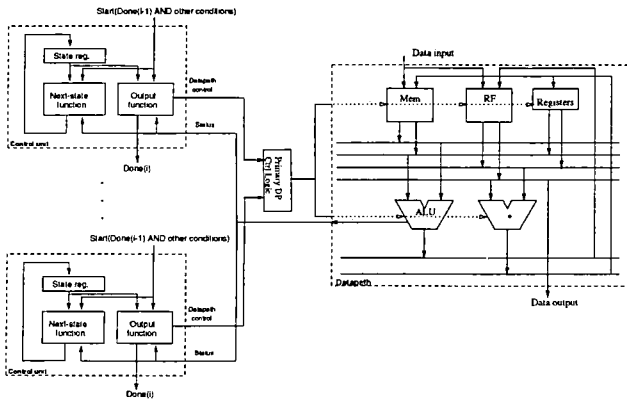 Start(Done(i-1) AND other conditions)
State reg.
Next-state
function
Output
function
Datapath
control
Status
Control unit
Done(i)
Start(Done(i-1) AND other conditions)
State reg.
Next-state
function
Output
function
Datapath
control
Status
Control unit
Done(i)
Primary DP
Ctrl Logic
Data input
Mem
RF
Registers
ALU
*
Datapath
Data output